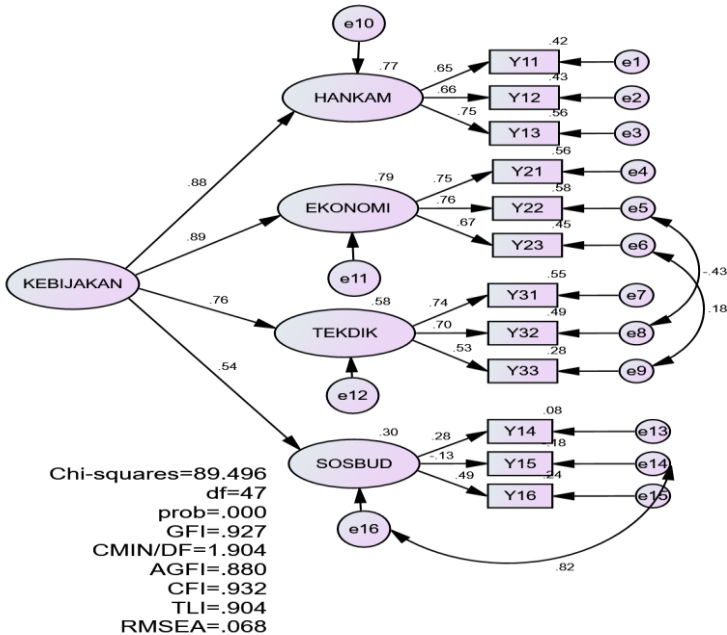 e10
.77
HANKAM
.65
.66
.75
.42
Y11
e1
.43
Y12
e2
.56
Y13
e3
.88
.79
EKONOMI
.75
.76
.67
.56
Y21
e4
.58
Y22
e5
.45
Y23
e6
.89
e11
KEBIJAKAN
-.43
.18
.76
.58
TEKDIK
.74
.70
.53
.55
Y31
e7
.49
Y32
e8
.28
Y33
e9
e12
.54
.30
SOSBUD
.28
-.13
.49
.08
Y14
e13
Y15
e14
.24
Y16
e15
e16
.82
Chi-squares=89.496
df=47
prob=.000
GFI=.927
CMIN/DF=1.904
AGFI=.880
CFI=.932
TLI=.904
RMSEA=.068